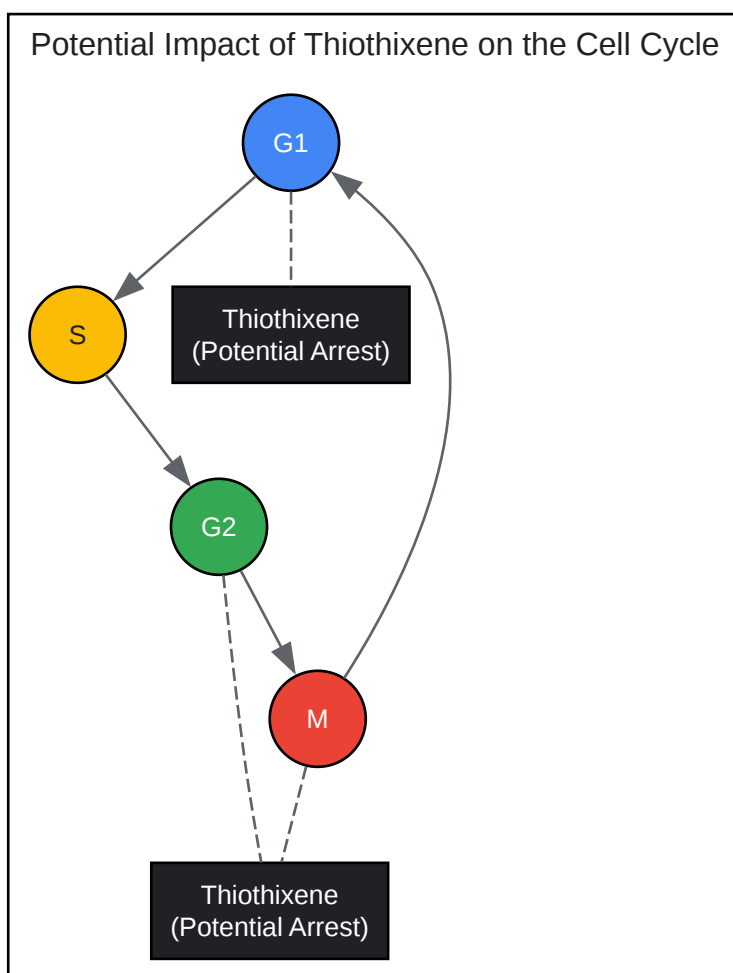 Potential Impact of Thiothixene on the Cell Cycle
G1
Thiothixene
(Potential Arrest)
S
G2
M
Thiothixene
(Potential Arrest)